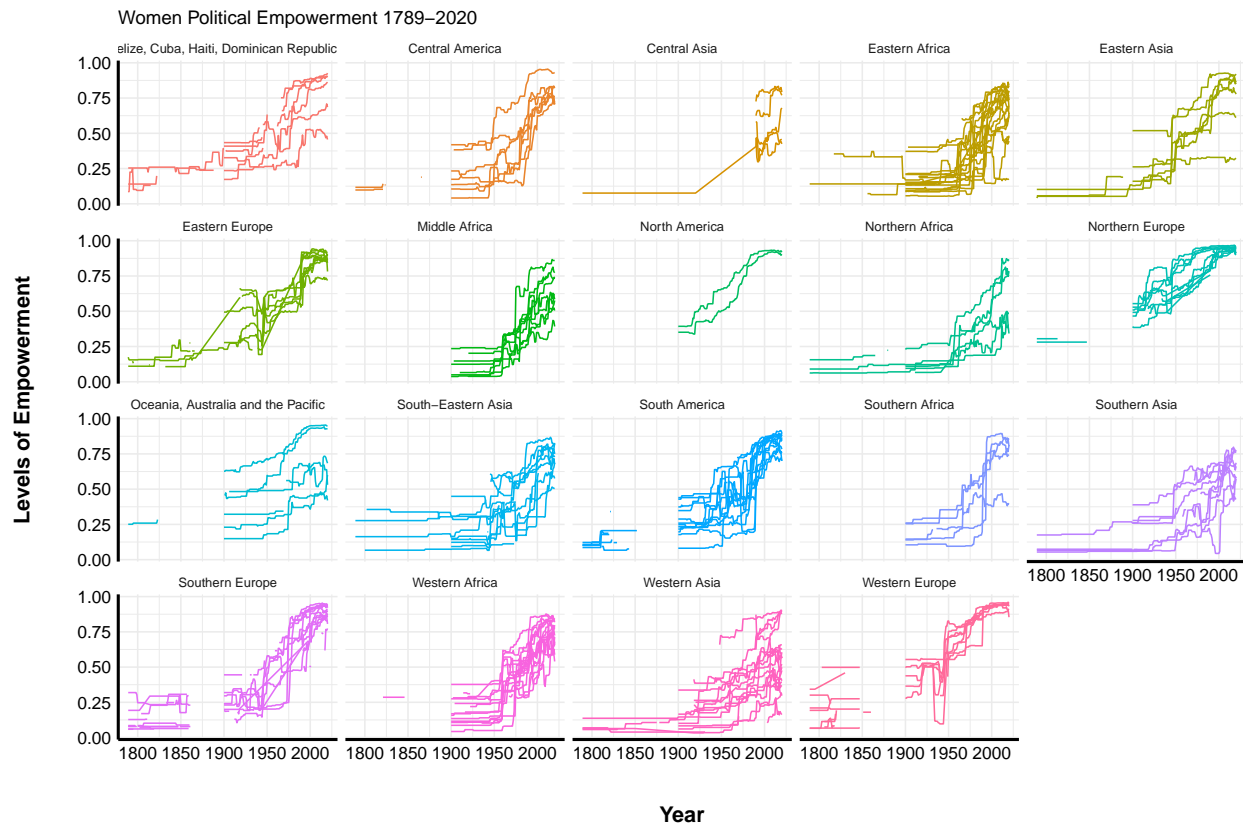 Women Political Empowerment 1789–2020
elize, Cuba, Haiti, Dominican Republic
Central America
Central Asia
Eastern Africa
Eastern Asia
1.00
0.75
0.50
0.25
0.00
Eastern Europe
Middle Africa
North America
Northern Africa
Northern Europe
1.00
0.75
0.50
0.25
0.00
Levels of Empowerment
Oceania, Australia and the Pacific
South−Eastern Asia
South America
Southern Africa
Southern Asia
1.00
0.75
0.50
0.25
0.00
1800 1850 1900 1950 2000
Southern Europe
Western Africa
Western Asia
Western Europe
1.00
0.75
0.50
0.25
0.00
1800 1850 1900 1950 2000
1800 1850 1900 1950 2000
1800 1850 1900 1950 2000
1800 1850 1900 1950 2000
Year